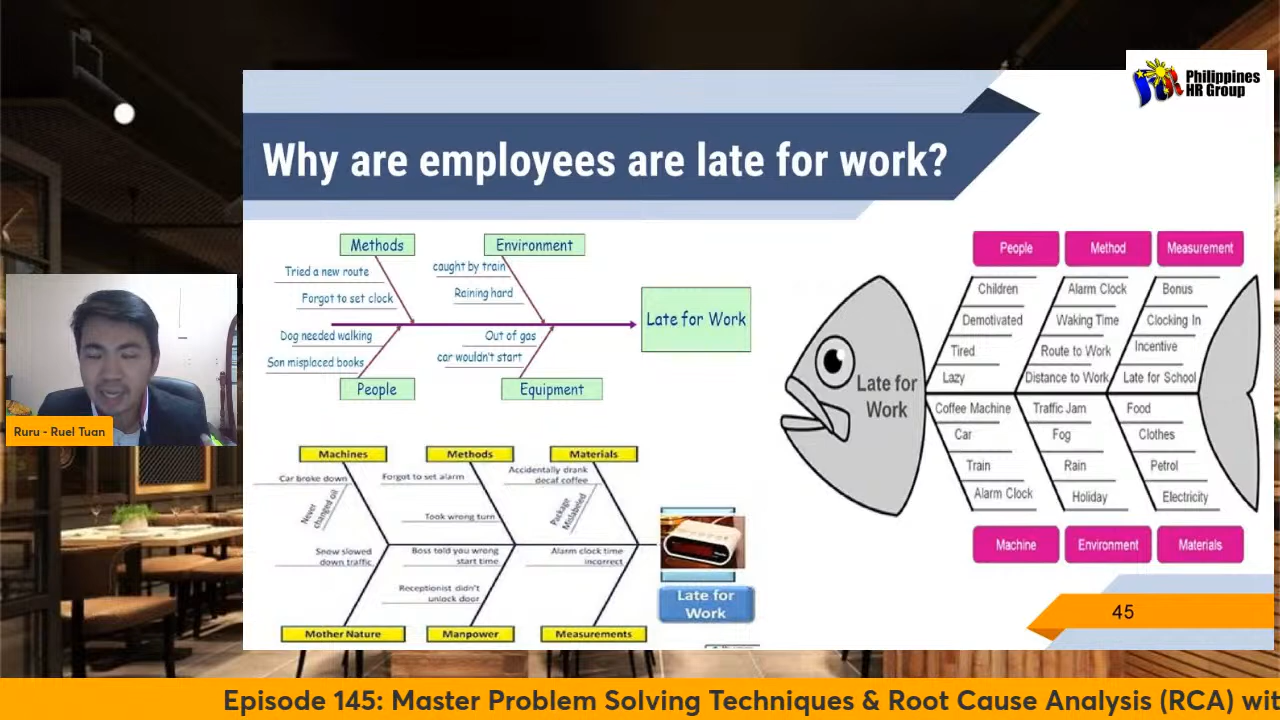 Philippines
HR Group
Why are employees are late for work?
Methods
Environment
Tried a new route
Forgot to set clock
caught by train
Raining hard
Late for Work
Dog needed walking
Son misplaced books
Out of gas
car wouldn't start
People
Equipment
Machines
Methods
Materials
Car broke down
Never
changed oil
Forgot to set alarm
Took wrong turn
Accidentally drank
decaf coffee
Package
Mislabeled
Snow slowed
down traffic
Boss told you wrong
start time
Receptionist didn't
unlock door
Alarm clock time
incorrect
Late for
Work
Mother Nature
Manpower
Measurements
People
Method
Measurement
Children
Alarm Clock
Bonus
Demotivated
Waking Time
Clocking In
Tired
Route to Work
Incentive
Lazy
Distance to Work
Late for School
Late for
Work
Coffee Machine
Traffic Jam
Food
Car
Fog
Clothes
Train
Rain
Petrol
Alarm Clock
Holiday
Electricity
Machine
Environment
Materials
45
Ruru - Ruel Tuan
Episode 145: Master Problem Solving Techniques & Root Cause Analysis (RCA) wit